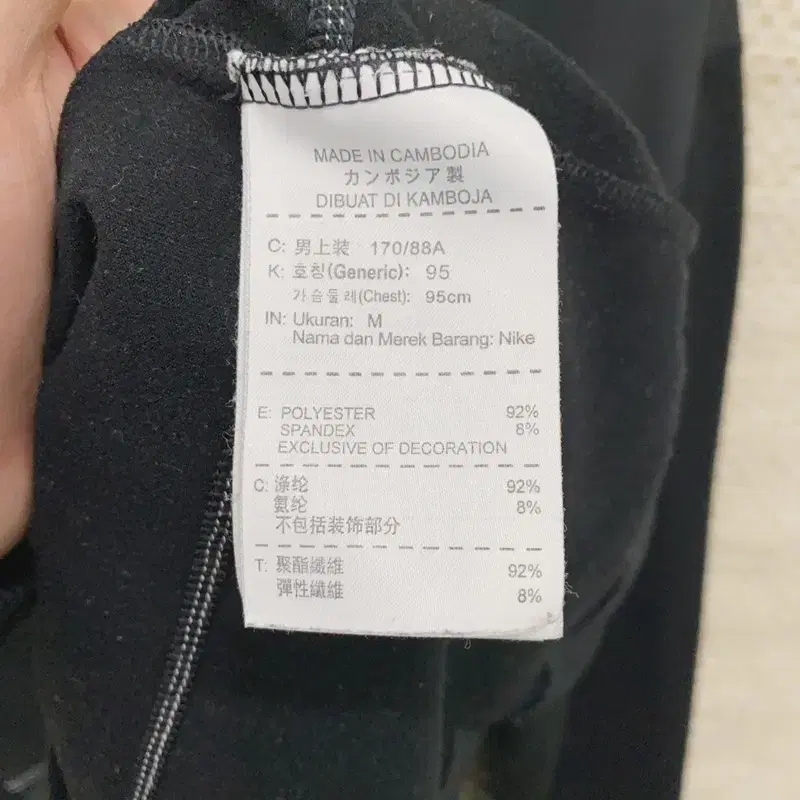 MADE IN CAMBODIA
カンボジア製
DIBUAT DI KAMBOJA
C: 男上装 170/88A
K: 호칭(Generic): 95
가슴둘레(Chest): 95cm
IN: Ukuran: M
Nama dan Merek Barang: Nike
E: POLYESTER 92%
SPANDEX 8%
EXCLUSIVE OF DECORATION
C: 涤纶 92%
氨纶 8%
不包括装饰部分
T: 聚酯纖維 92%
彈性纖維 8%